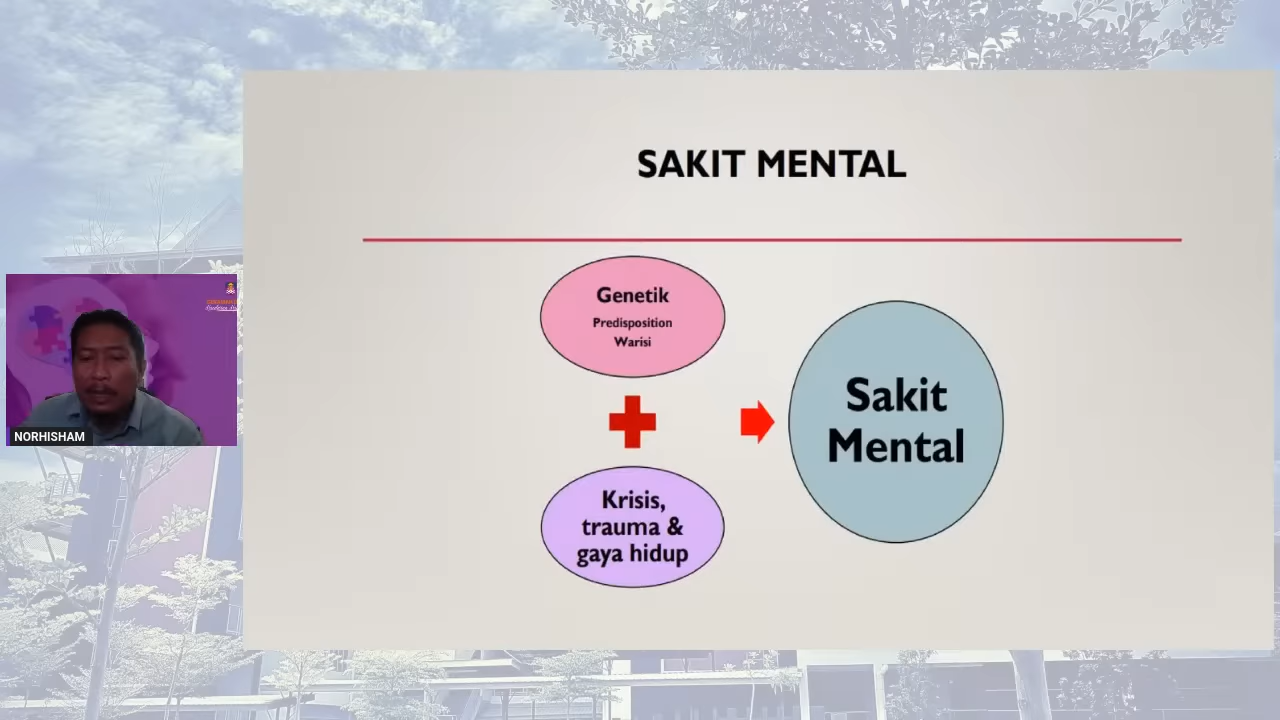 SAKIT MENTAL
Genetik
Predisposition
Warisi
Krisis,
trauma &
gaya hidup
Sakit
Mental
NORHISHAM